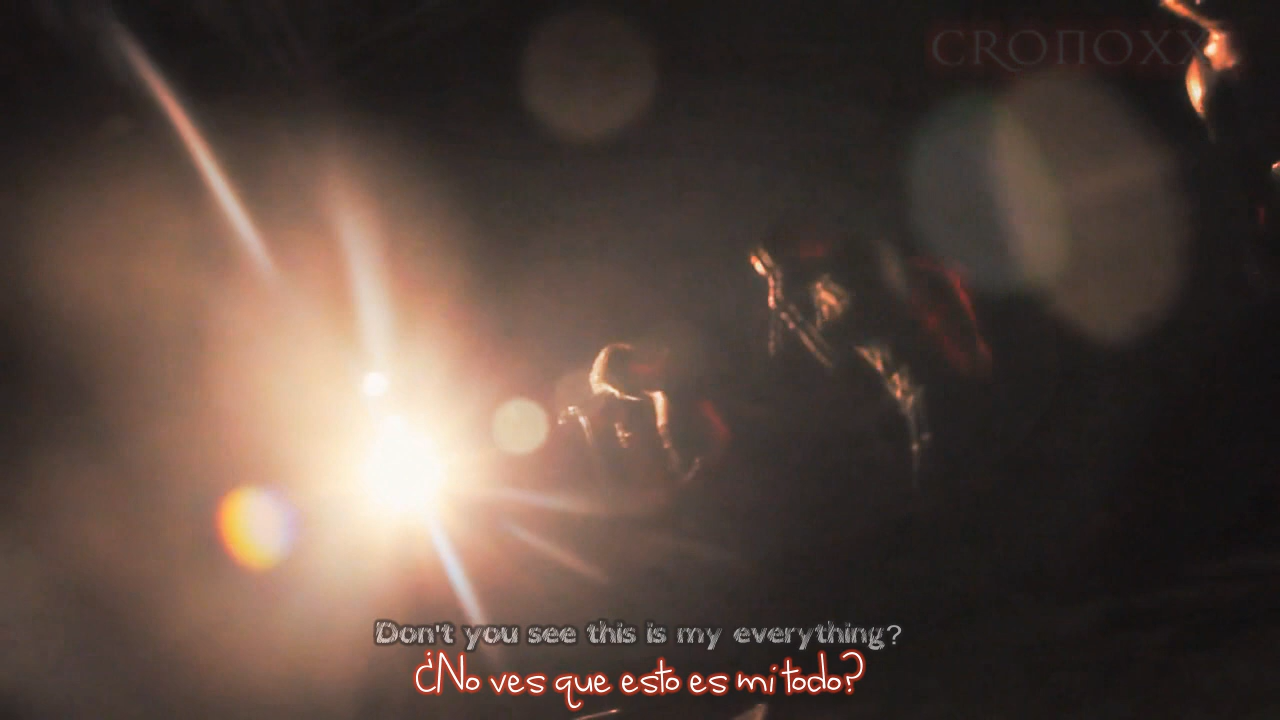 CRONOXX
Don't you see this is my everything?
¿No ves que esto es mi todo?